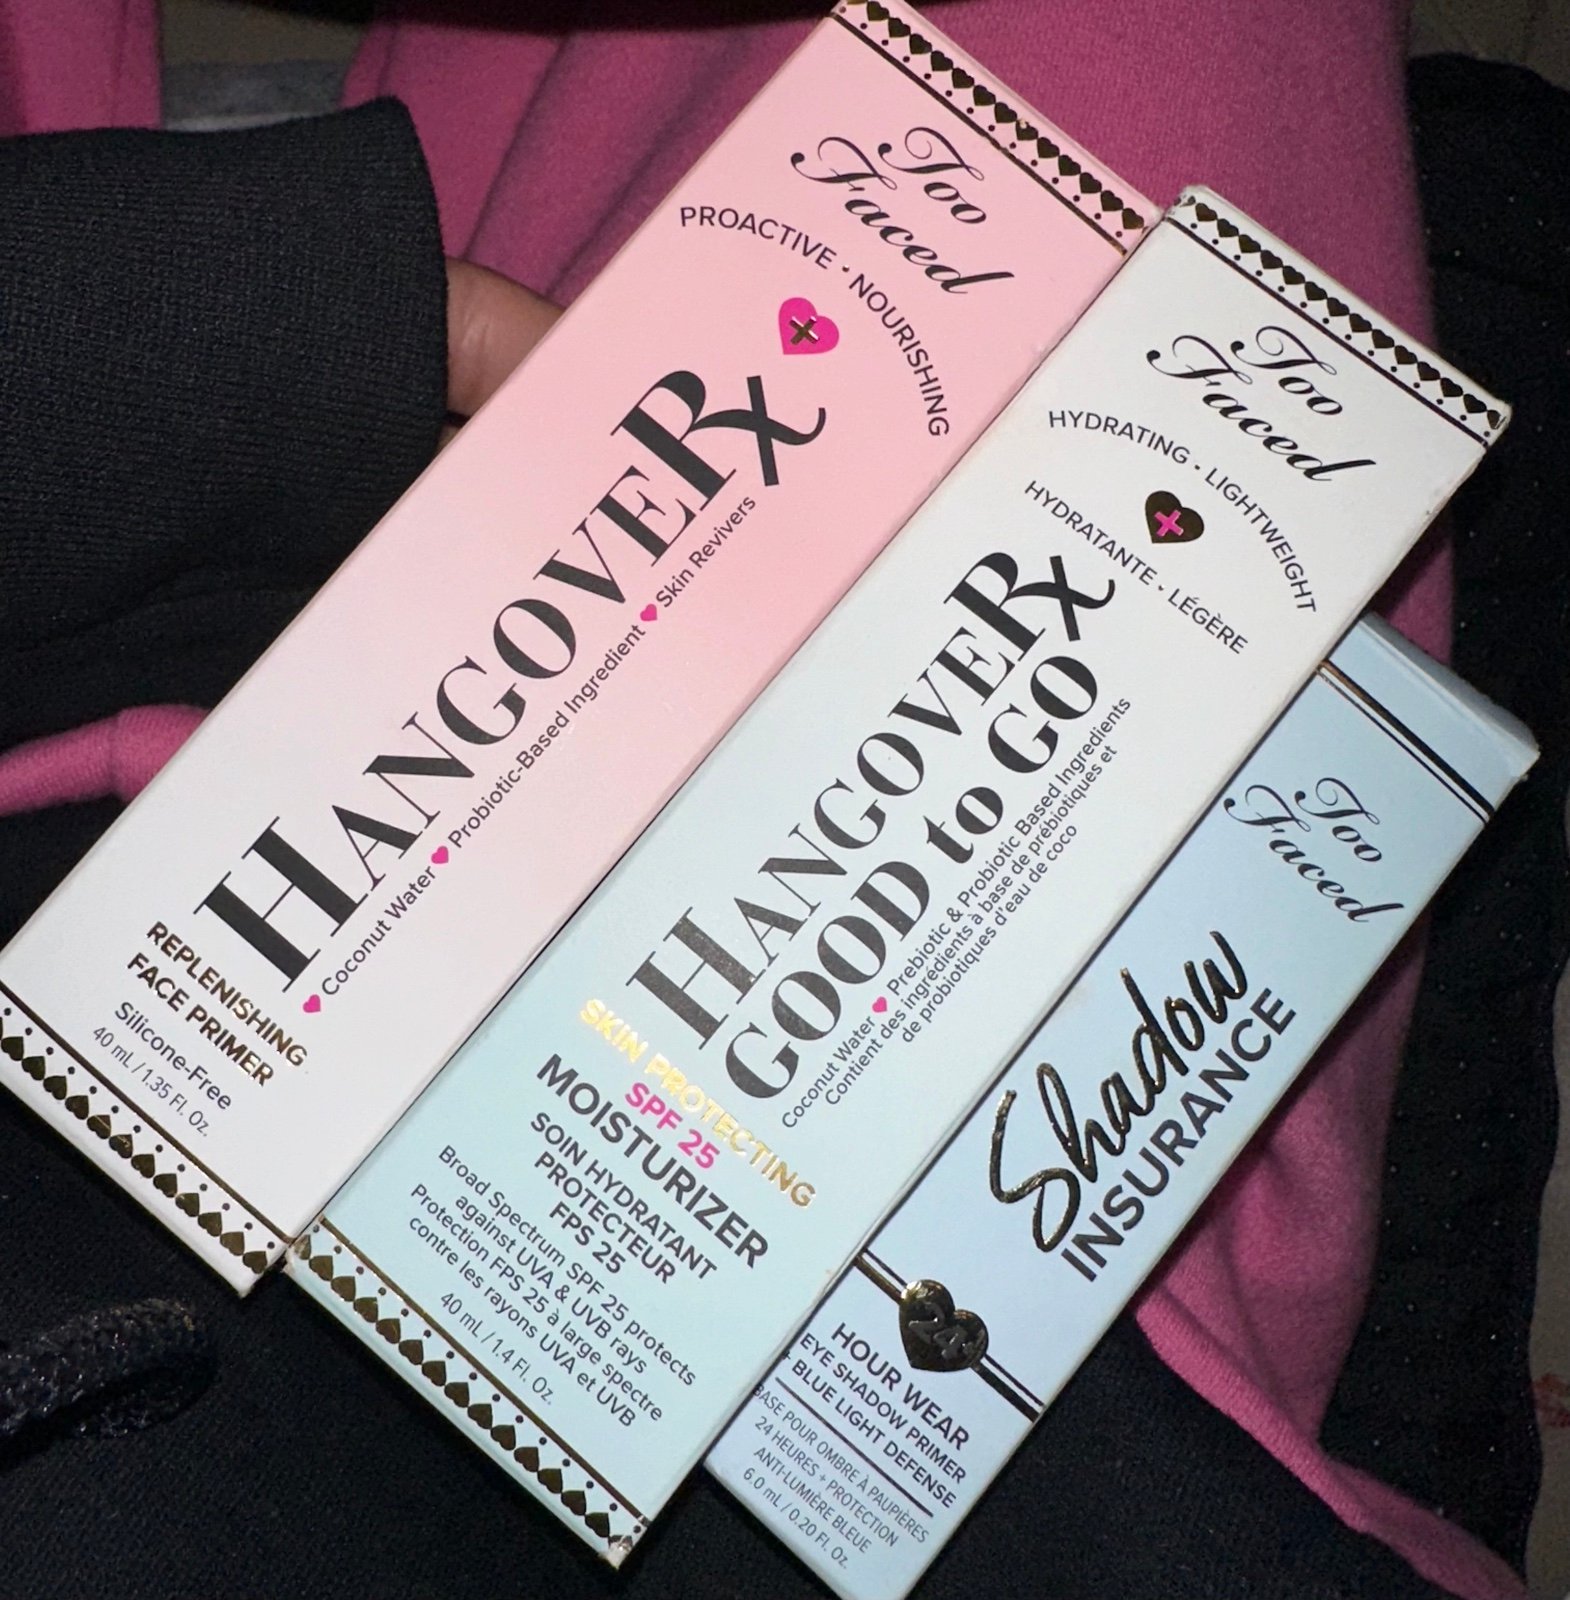 Too
Faced
PROACTIVE · NOURISHING
HANGOVERx
Coconut Water Probiotic-Based Ingredient Skin Revivers
REPLENISHING
FACE PRIMER
Silicone-Free
40 mL / 1.35 Fl. Oz.
Too
Faced
HYDRATING · LIGHTWEIGHT
HYDRATANTE · LÉGÈRE
HANGOVERx
GOOD to GO
Coconut Water Prebiotic & Probiotic Based Ingredients
Contient des ingrédients à base de prébiotiques et
de probiotiques d'eau de coco
SKIN PROTECTING
SPF 25
MOISTURIZER
SOIN HYDRATANT
PROTECTEUR
FPS 25
Broad Spectrum SPF 25 protects
against UVA & UVB rays
Protection FPS 25 à large spectre
contre les rayons UVA et UVB
40 mL / 1.4 Fl. Oz.
Too
Faced
Shadow
INSURANCE
24
HOUR WEAR
EYE SHADOW PRIMER
+ BLUE LIGHT DEFENSE
BASE POUR OMBRE À PAUPIÈRES
24 HEURES + PROTECTION
ANTI-LUMIÈRE BLEUE
6.0 mL / 0.20 Fl. Oz.